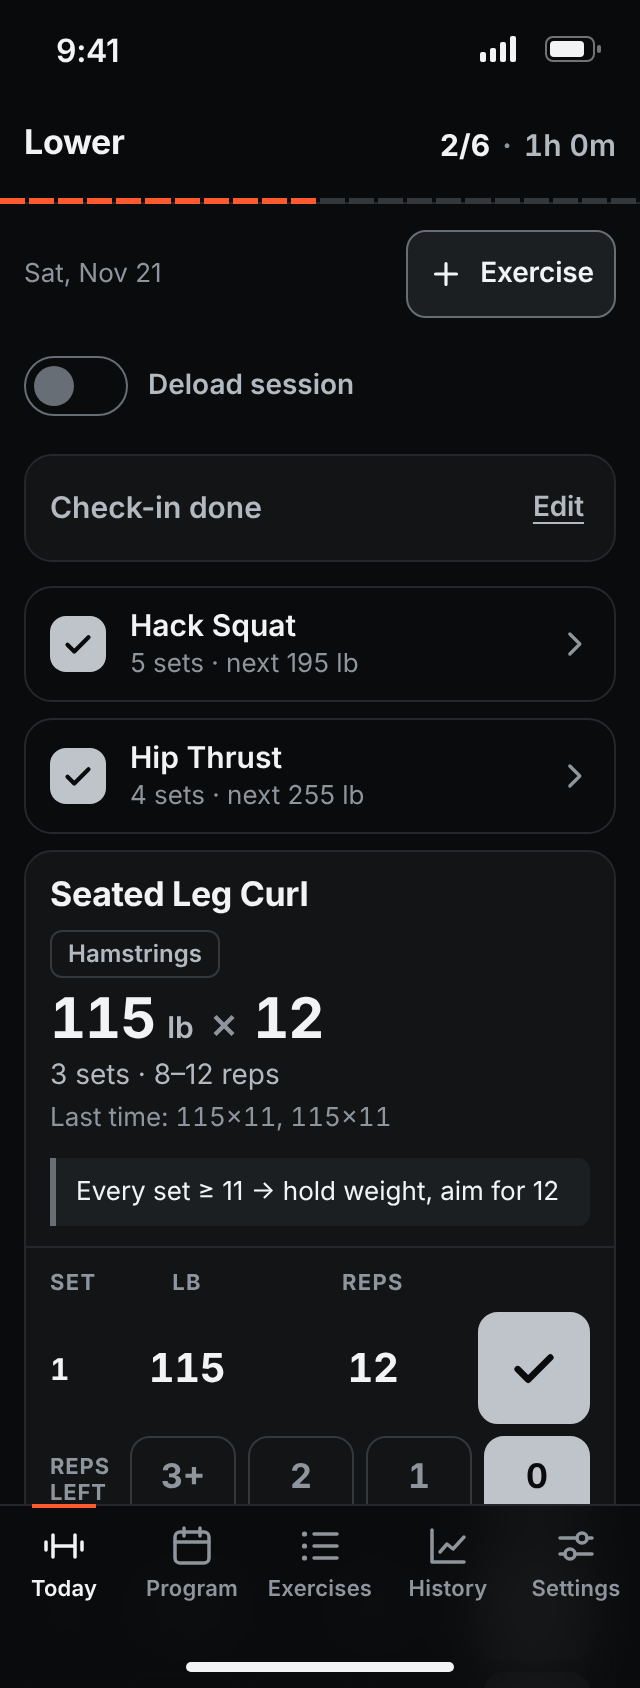 9:41
Lower
2/6 · 1h 0m
Sat, Nov 21
+ Exercise
Deload session
Check-in done
Edit
Hack Squat
5 sets · next 195 lb
Hip Thrust
4 sets · next 255 lb
Seated Leg Curl
Hamstrings
115 lb × 12
3 sets · 8–12 reps
Last time: 115×11, 115×11
Every set ≥ 11 → hold weight, aim for 12
SET LB REPS
1 115 12
REPS LEFT 3+ 2 1 0
Today Program Exercises History Settings